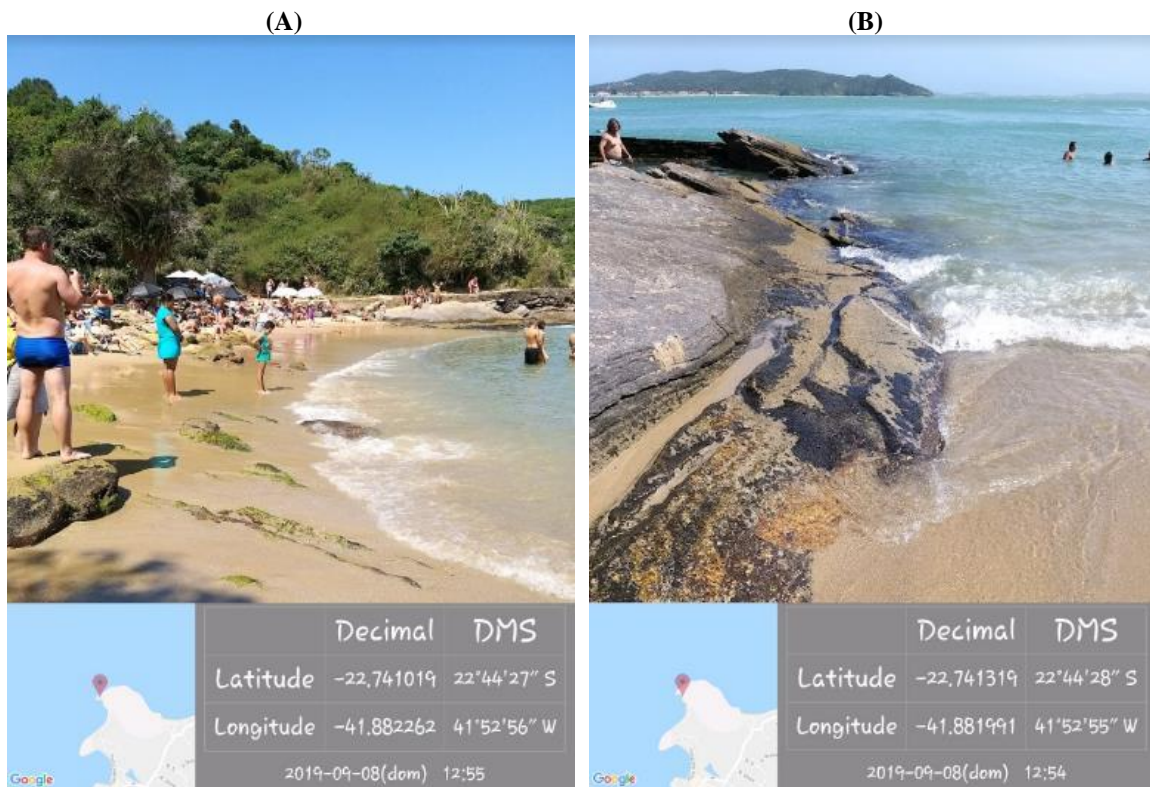 (A)
(B)
Decimal DMS
Latitude -22,741019 22°44'27" S
Longitude -41.882262 41°52'56" W
2019-09-08(dom) 12:55
Google
Decimal DMS
Latitude -22,741319 22°44'28" S
Longitude -41.881991 41°52'55" W
2019-09-08(dom) 12:54
Google